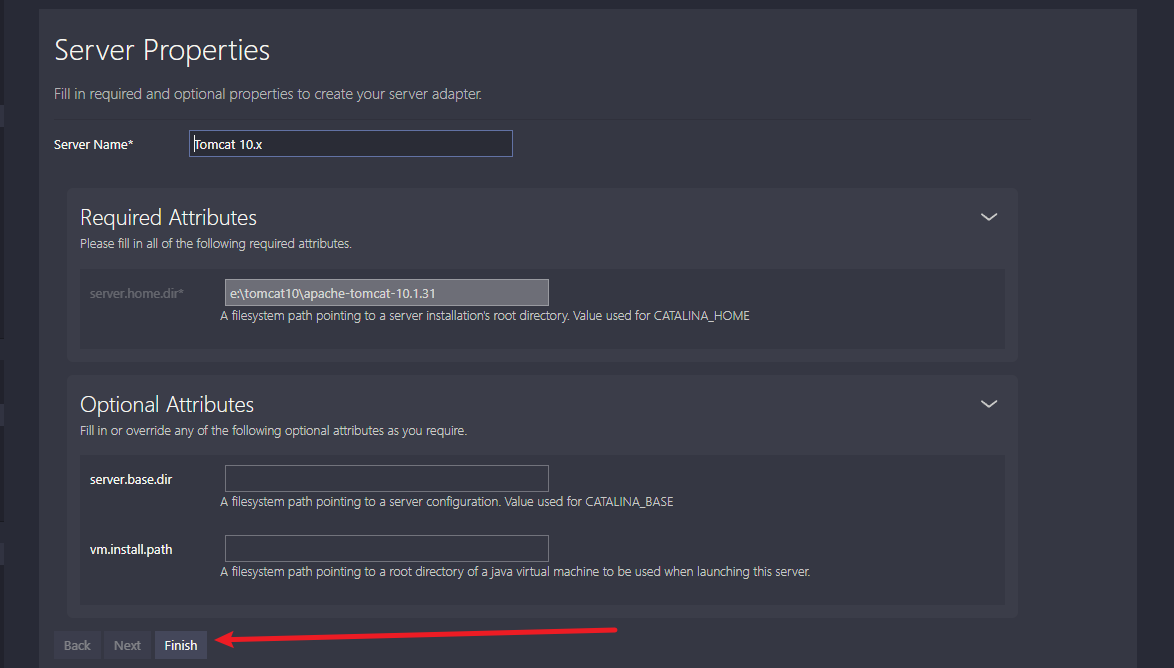 Server Properties
Fill in required and optional properties to create your server adapter.
Server Name* Tomcat 10.x
Required Attributes
Please fill in all of the following required attributes.
server.home.dir* e:\tomcat10\apache-tomcat-10.1.31
A filesystem path pointing to a server installation's root directory. Value used for CATALINA_HOME
Optional Attributes
Fill in or override any of the following optional attributes as you require.
server.base.dir
A filesystem path pointing to a server configuration. Value used for CATALINA_BASE
vm.install.path
A filesystem path pointing to a root directory of a java virtual machine to be used when launching this server.
Back Next Finish